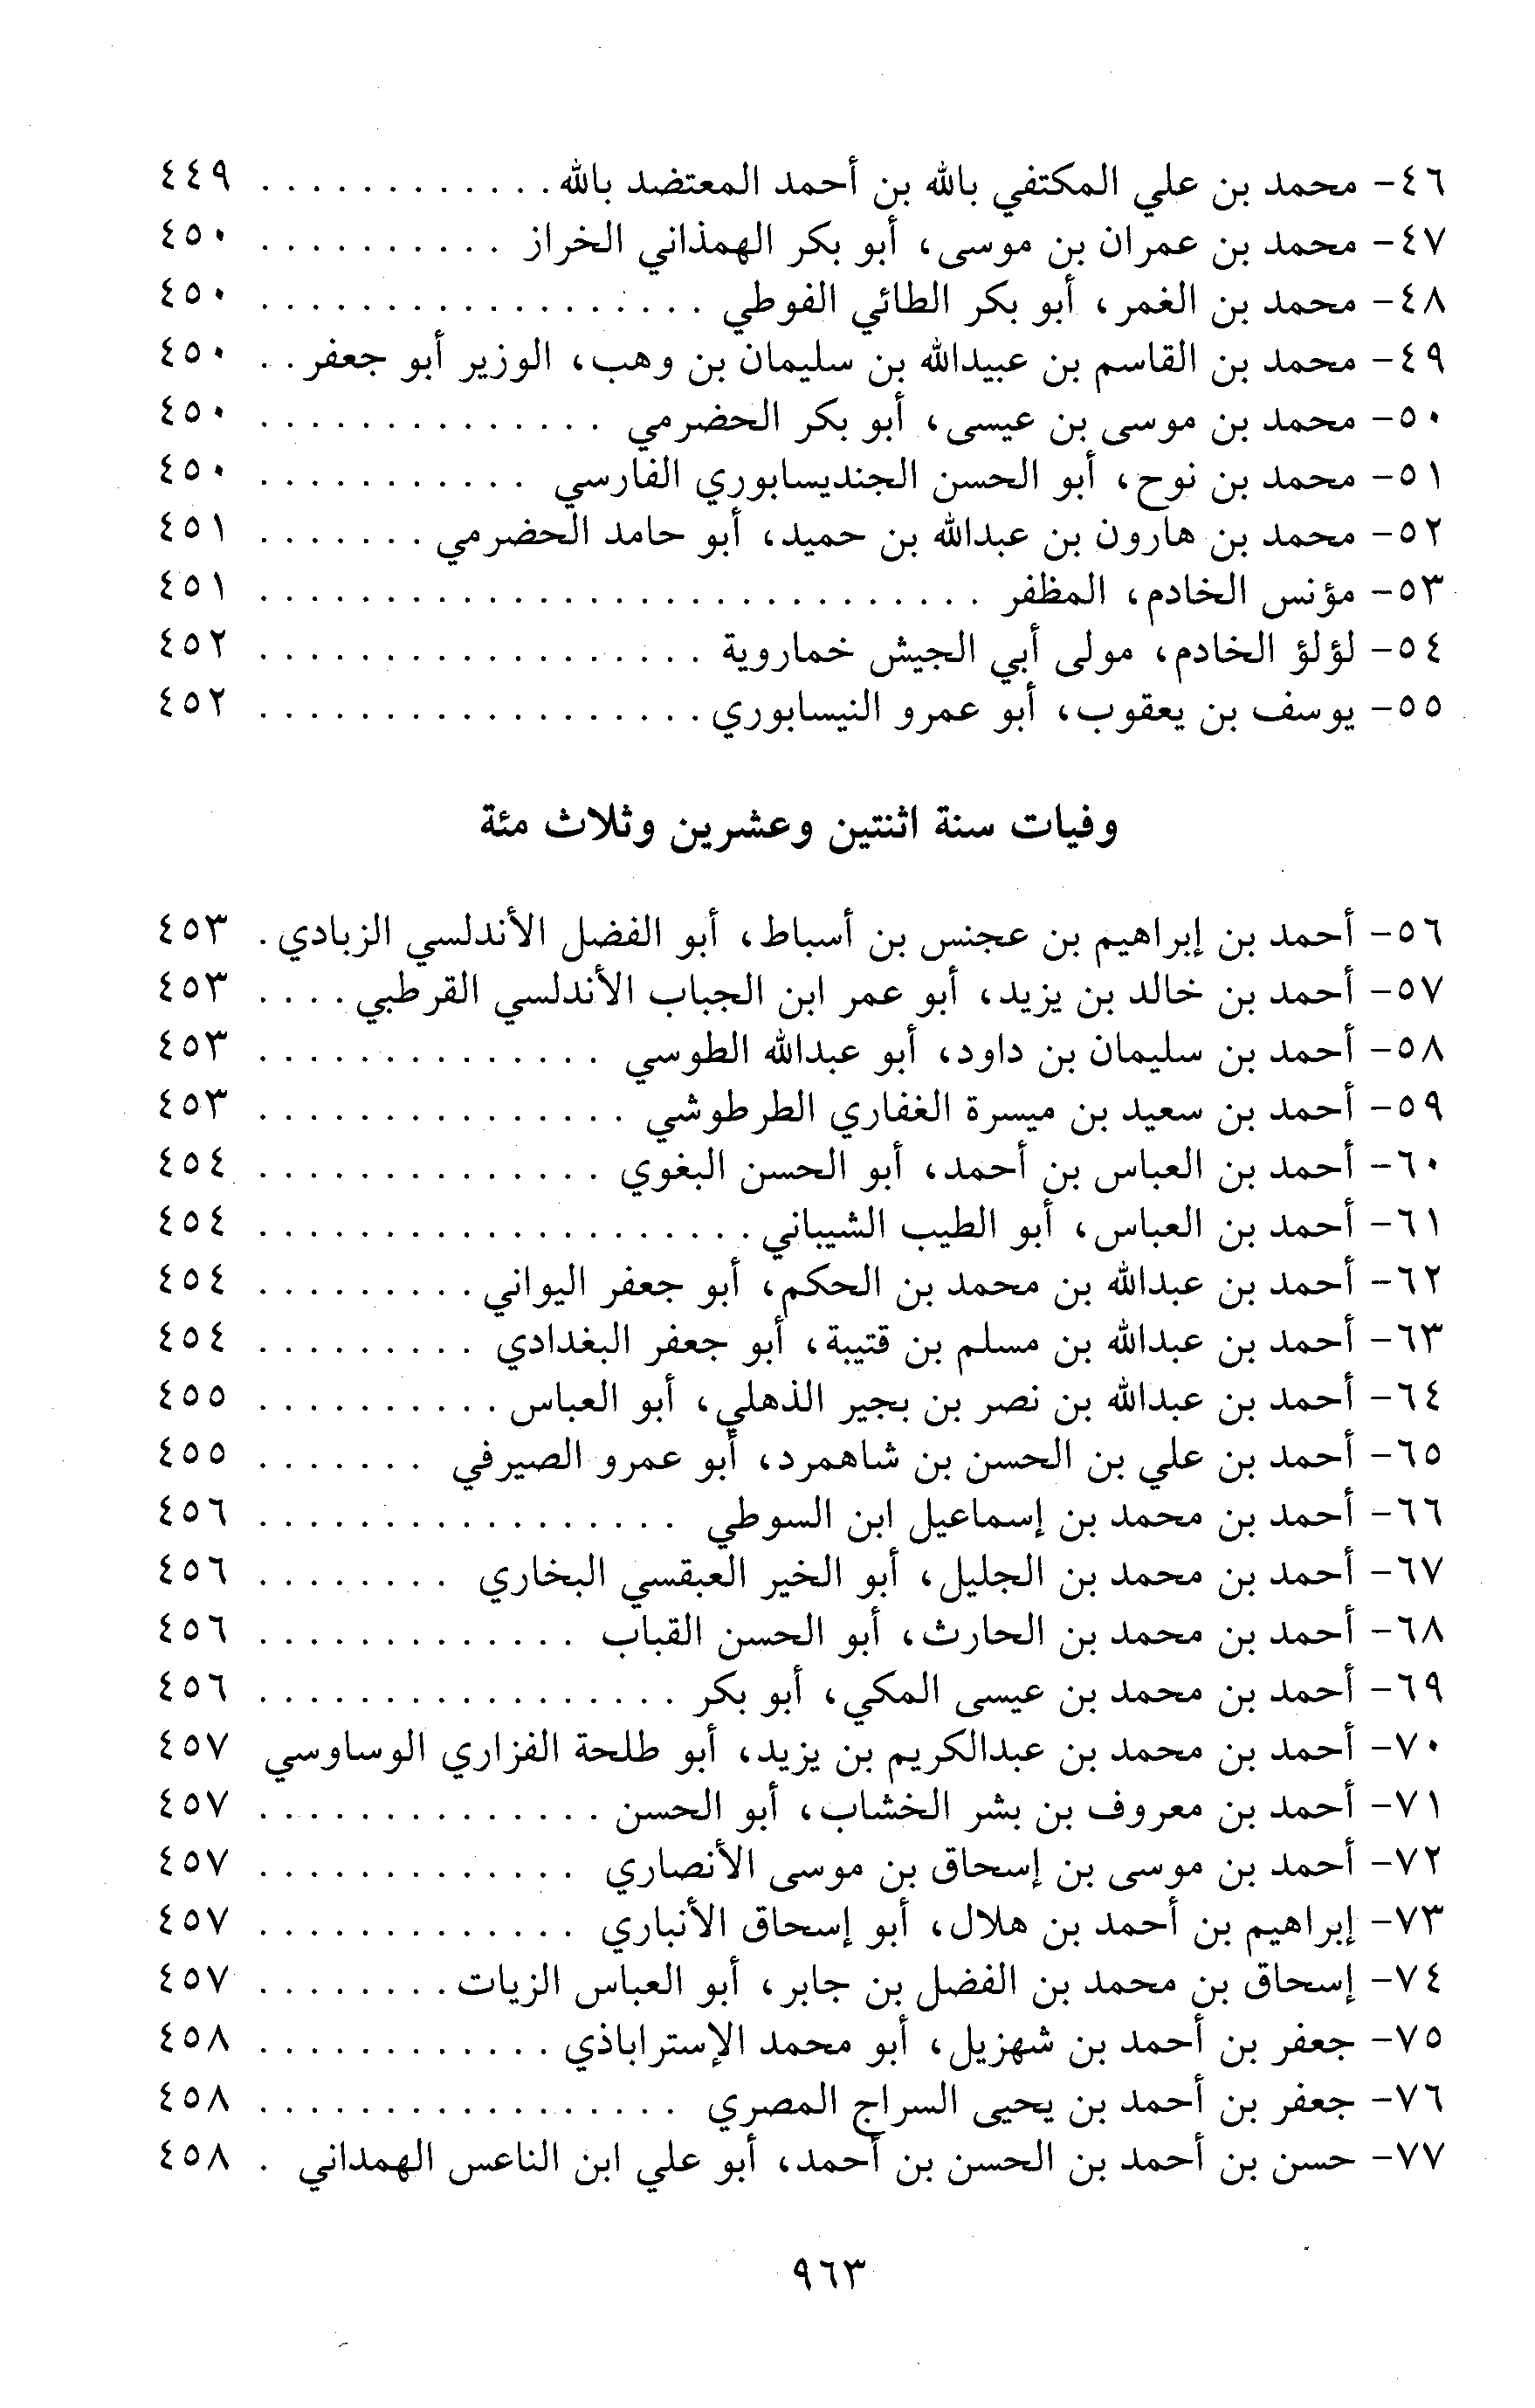 ٤٦- محمد بن علي المكتفي بالله بن أحمد المعتضد بالله . . . . . . . . . . . . ٤٤٩
٤٧- محمد بن عمران بن موسى، أبو بكر الهمذاني الخراز . . . . . . . . . . ٤٥٠
٤٨- محمد بن الغمر، أبو بكر الطائي الفوطي . . . . . . . . . . . . . . . . . . ٤٥٠
٤٩- محمد بن القاسم بن عبيدالله بن سليمان بن وهب، الوزير أبو جعفر . . ٤٥٠
٥٠- محمد بن موسى بن عيسى، أبو بكر الحضرمي . . . . . . . . . . . . . . ٤٥٠
٥١- محمد بن نوح، أبو الحسن الجنديسابوري الفارسي . . . . . . . . . . . ٤٥٠
٥٢- محمد بن هارون بن عبدالله بن حميد، أبو حامد الحضرمي . . . . . . . ٤٥١
٥٣- مؤنس الخادم، المظفر . . . . . . . . . . . . . . . . . . . . . . . . . . . . . ٤٥١
٥٤- لؤلؤ الخادم، مولى أبي الجيش خماروية . . . . . . . . . . . . . . . . . . ٤٥٢
٥٥- يوسف بن يعقوب، أبو عمرو النيسابوري . . . . . . . . . . . . . . . . . . ٤٥٢
وفيات سنة اثنتين وعشرين وثلاث مئة
٥٦- أحمد بن إبراهيم بن عجنس بن أسباط، أبو الفضل الأندلسي الزبادي . ٤٥٣
٥٧- أحمد بن خالد بن يزيد، أبو عمر ابن الجباب الأندلسي القرطبي . . . . ٤٥٣
٥٨- أحمد بن سليمان بن داود، أبو عبدالله الطوسي . . . . . . . . . . . . . . ٤٥٣
٥٩- أحمد بن سعيد بن ميسرة الغفاري الطرطوشي . . . . . . . . . . . . . . . ٤٥٣
٦٠- أحمد بن العباس بن أحمد، أبو الحسن البغوي . . . . . . . . . . . . . . ٤٥٤
٦١- أحمد بن العباس، أبو الطيب الشيباني . . . . . . . . . . . . . . . . . . . . ٤٥٤
٦٢- أحمد بن عبدالله بن محمد بن الحكم، أبو جعفر اليواني . . . . . . . . . ٤٥٤
٦٣- أحمد بن عبدالله بن مسلم بن قتيبة، أبو جعفر البغدادي . . . . . . . . . ٤٥٤
٦٤- أحمد بن عبدالله بن نصر بن بجير الذهلي، أبو العباس . . . . . . . . . . ٤٥٥
٦٥- أحمد بن علي بن الحسن بن شاهمرد، أبو عمرو الصيرفي . . . . . . . ٤٥٥
٦٦- أحمد بن محمد بن إسماعيل ابن السوطي . . . . . . . . . . . . . . . . . ٤٥٦
٦٧- أحمد بن محمد بن الجليل، أبو الخير العبقسي البخاري . . . . . . . . ٤٥٦
٦٨- أحمد بن محمد بن الحارث، أبو الحسن القباب . . . . . . . . . . . . . ٤٥٦
٦٩- أحمد بن محمد بن عيسى المكي، أبو بكر . . . . . . . . . . . . . . . . . ٤٥٦
٧٠- أحمد بن محمد بن عبدالكريم بن يزيد، أبو طلحة الفزاري الوساوسي ٤٥٧
٧١- أحمد بن معروف بن بشر الخشاب، أبو الحسن . . . . . . . . . . . . . . ٤٥٧
٧٢- أحمد بن موسى بن إسحاق بن موسى الأنصاري . . . . . . . . . . . . . ٤٥٧
٧٣- إبراهيم بن أحمد بن هلال، أبو إسحاق الأنباري . . . . . . . . . . . . . ٤٥٧
٧٤- إسحاق بن محمد بن الفضل بن جابر، أبو العباس الزيات . . . . . . . . ٤٥٧
٧٥- جعفر بن أحمد بن شهزيل، أبو محمد الإستراباذي . . . . . . . . . . . . ٤٥٨
٧٦- جعفر بن أحمد بن يحيى السراج المصري . . . . . . . . . . . . . . . . . ٤٥٨
٧٧- حسن بن أحمد بن الحسن بن أحمد، أبو علي ابن الناعس الهمداني . ٤٥٨
٩٦٣